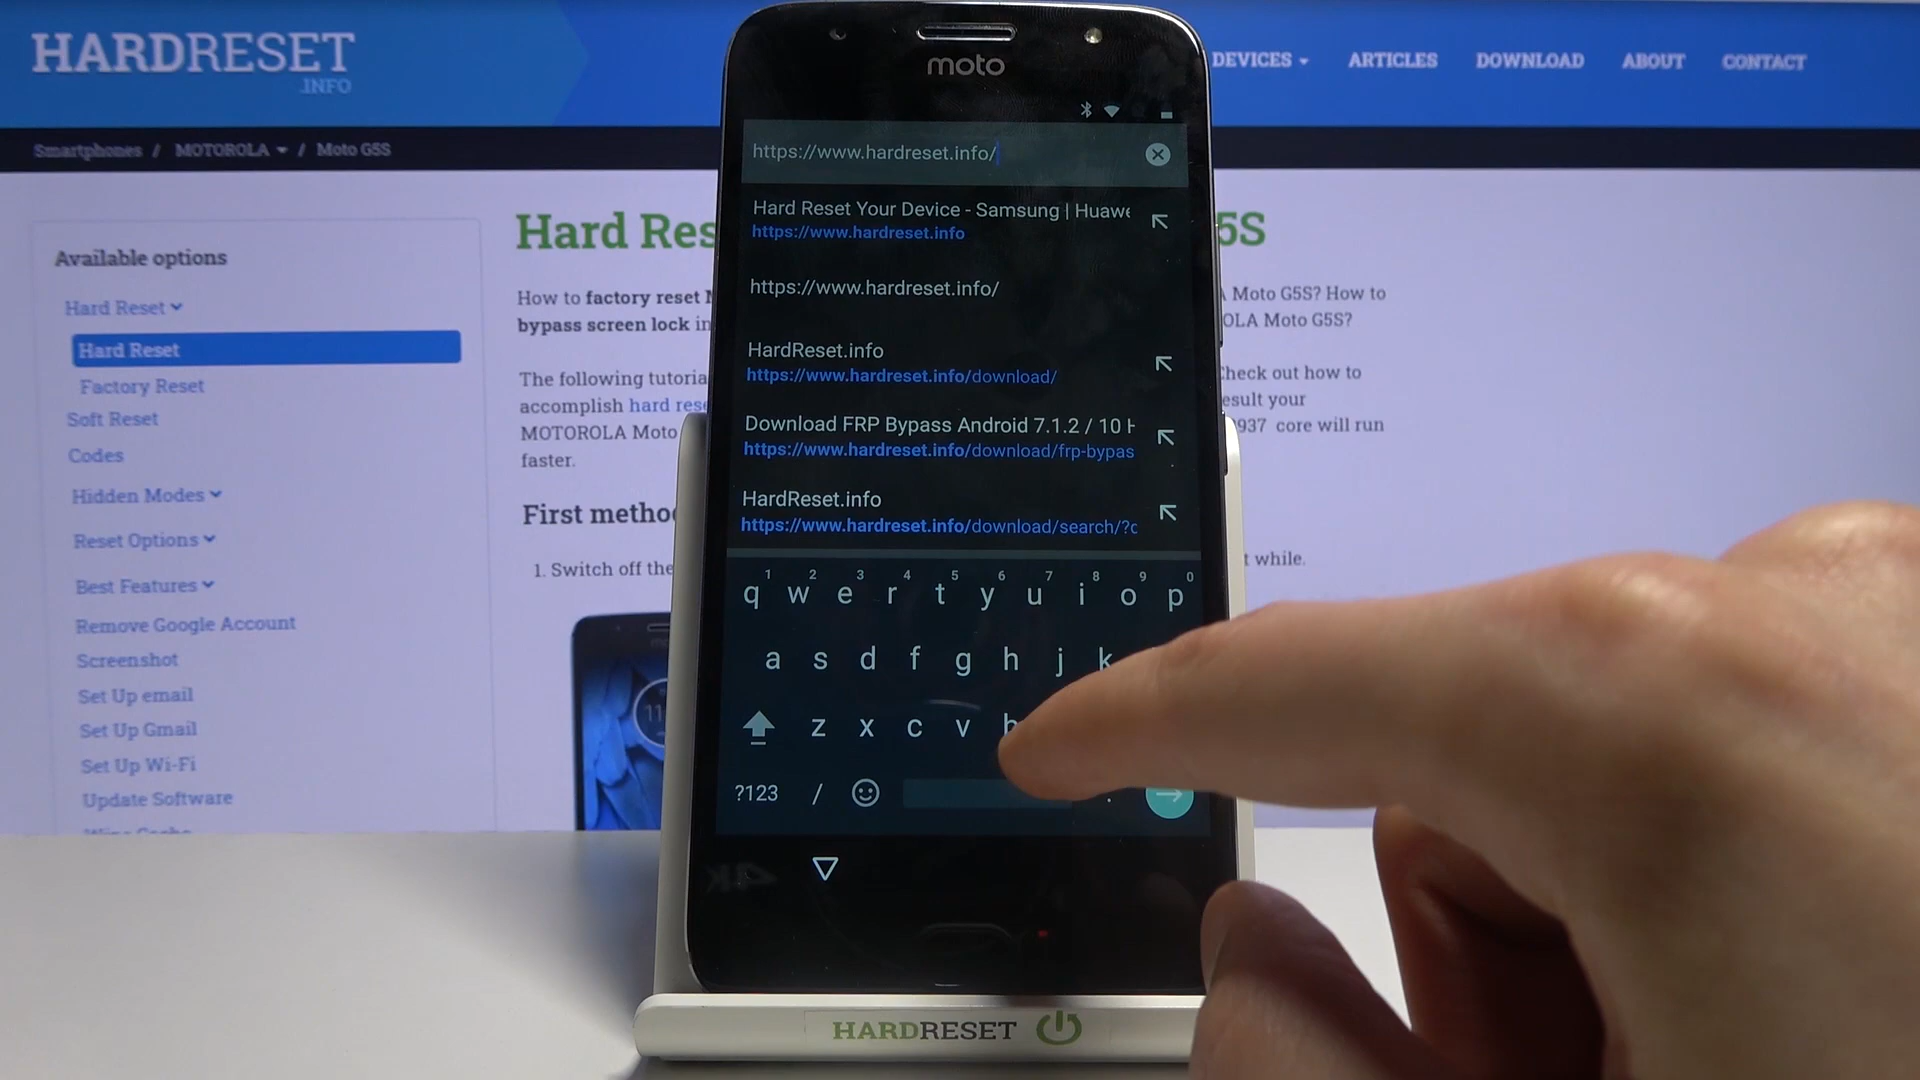 HARDRESET
.INFO
DEVICES
ARTICLES
DOWNLOAD
ABOUT
CONTACT
Smartphones / MOTOROLA / Moto G5S
Available options
Hard Reset
Hard Reset
Factory Reset
Soft Reset
Codes
Hidden Modes
Reset Options
Best Features
Remove Google Account
Screenshot
Set Up email
Set Up Gmail
Set Up Wi-Fi
Update Software
Hard Res
5S
How to factory reset
bypass screen lock in
Moto G5S? How to
OLA Moto G5S?
The following tutoria
accomplish hard rese
MOTOROLA Moto
faster.
Check out how to
esult your
937 core will run
First metho
1. Switch off the
t while.
moto
https://www.hardreset.info/
Hard Reset Your Device - Samsung | Huawe
https://www.hardreset.info
https://www.hardreset.info/
HardReset.info
https://www.hardreset.info/download/
Download FRP Bypass Android 7.1.2 / 10 H
https://www.hardreset.info/download/frp-bypas
HardReset.info
https://www.hardreset.info/download/search/?c
1 2 3 4 5 6 7 8 9 0
q w e r t y u i o p
a s d f g h j k
z x c v b
?123 / .
HARDRESET